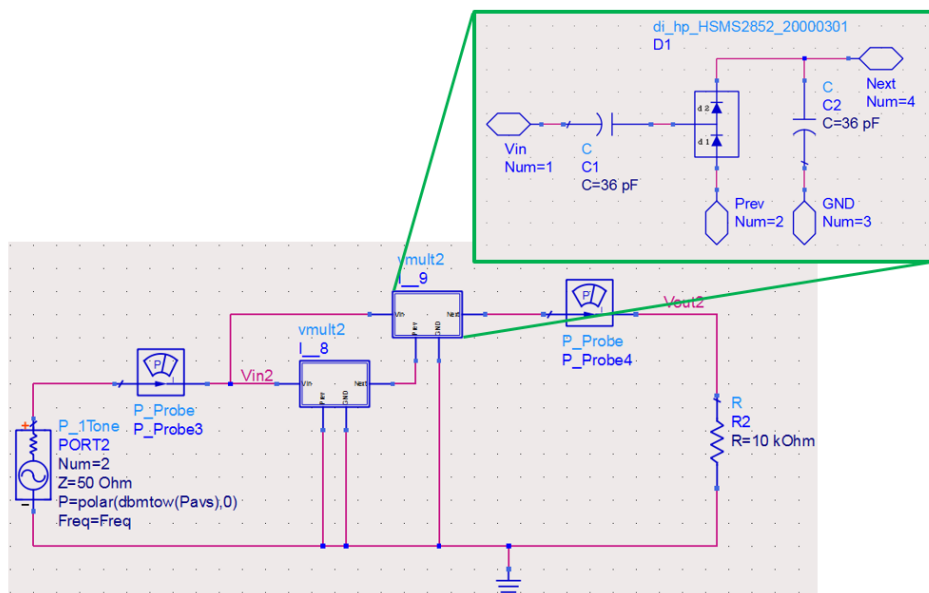 di_hp_HSMS2852_20000301
D1
Next
Num=4
C
C2
C=36 pF
d2
d1
Vin
Num=1
C
C1
C=36 pF
Prev
Num=2
GND
Num=3
vmult2
I__9
Vin
Next
Prev
GND
P
I
Vout2
P_Probe
P_Probe4
vmult2
I__8
Vin
Next
Prev
GND
P
I
Vin2
P_Probe
P_Probe3
P_1Tone
PORT2
Num=2
Z=50 Ohm
P=polar(dbmtow(Pavs),0)
Freq=Freq
R
R2
R=10 kOhm